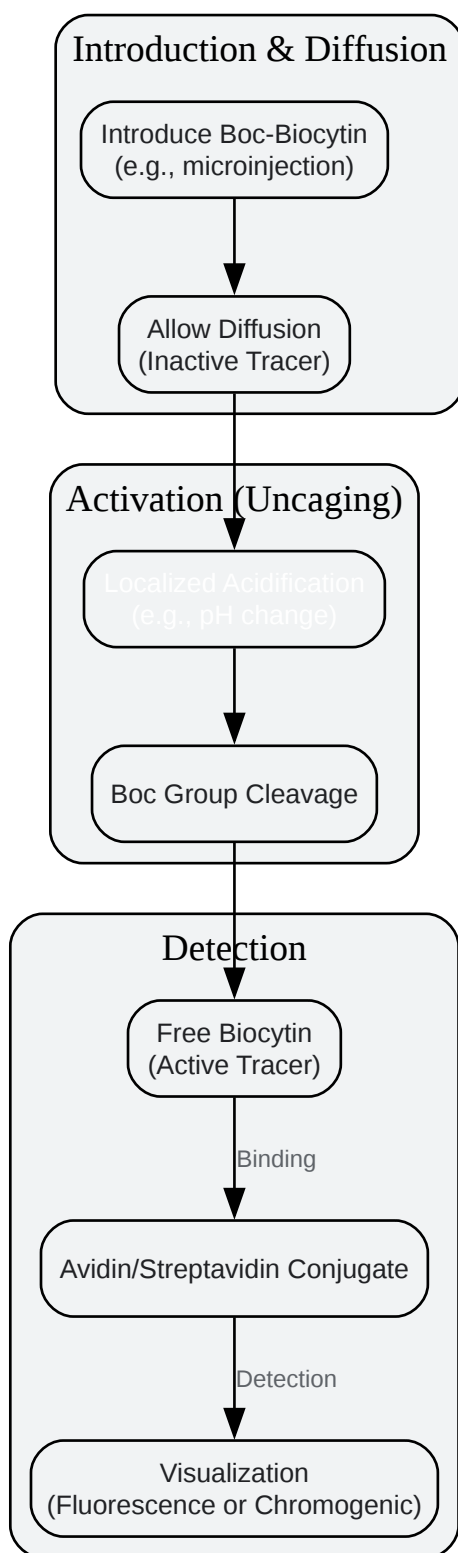 Introduction & Diffusion
Introduce Boc-Biocytin
(e.g., microinjection)
Allow Diffusion
(Inactive Tracer)
Activation (Uncaging)
Localized Acidification
(e.g., pH change)
Boc Group Cleavage
Detection
Free Biocytin
(Active Tracer)
Binding
Avidin/Streptavidin Conjugate
Detection
Visualization
(Fluorescence or Chromogenic)